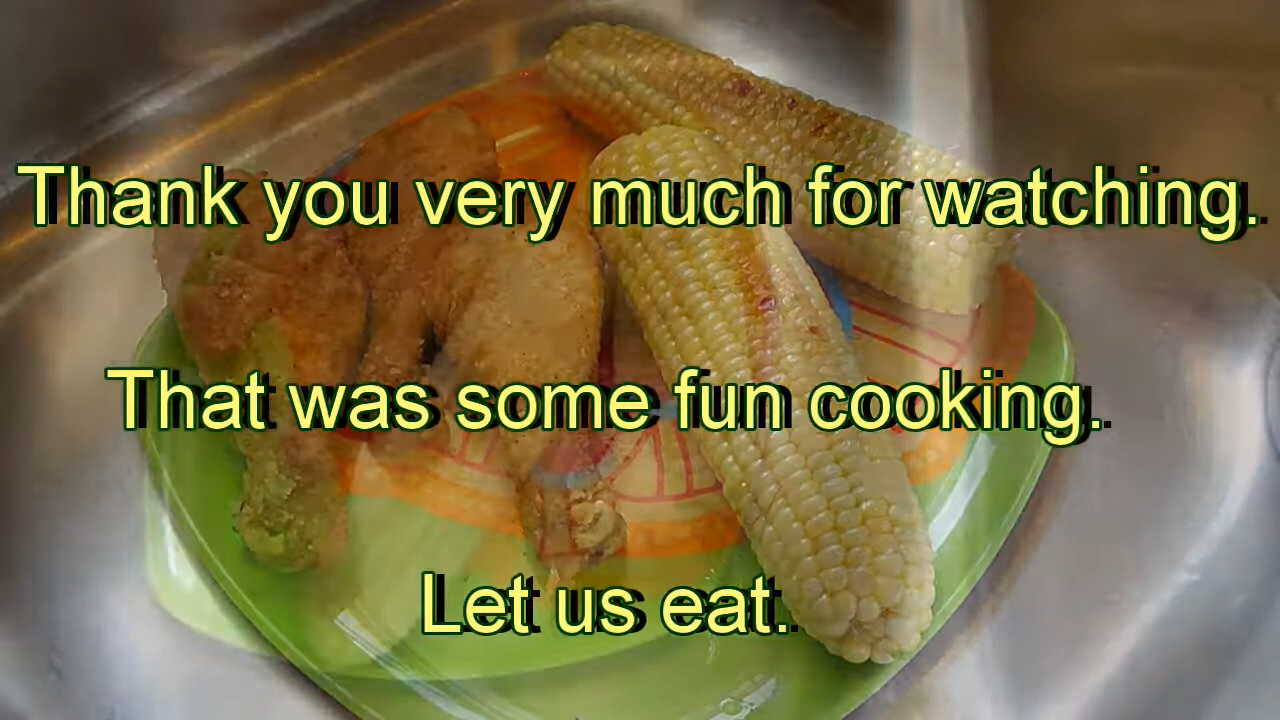 Thank you very much for watching.
That was some fun cooking.
Let us eat.